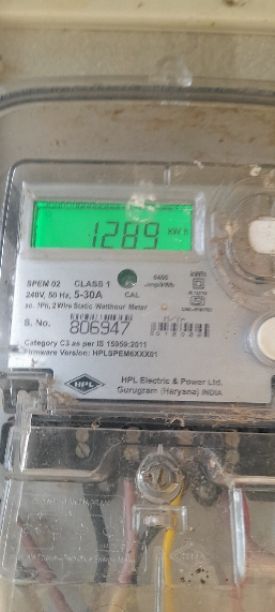 1289 kWh
SPEM 02 CLASS 1
240V, 50 Hz, 5-30A CAL
ac, 1Ph, 2 Wire Static Watthour Meter
S. No. 806947
Category C3 as per IS 15959:2011
Firmware Version: HPLSPEM6XXX01
HPL
HPL Electric & Power Ltd.
Gurugram (Haryana) INDIA